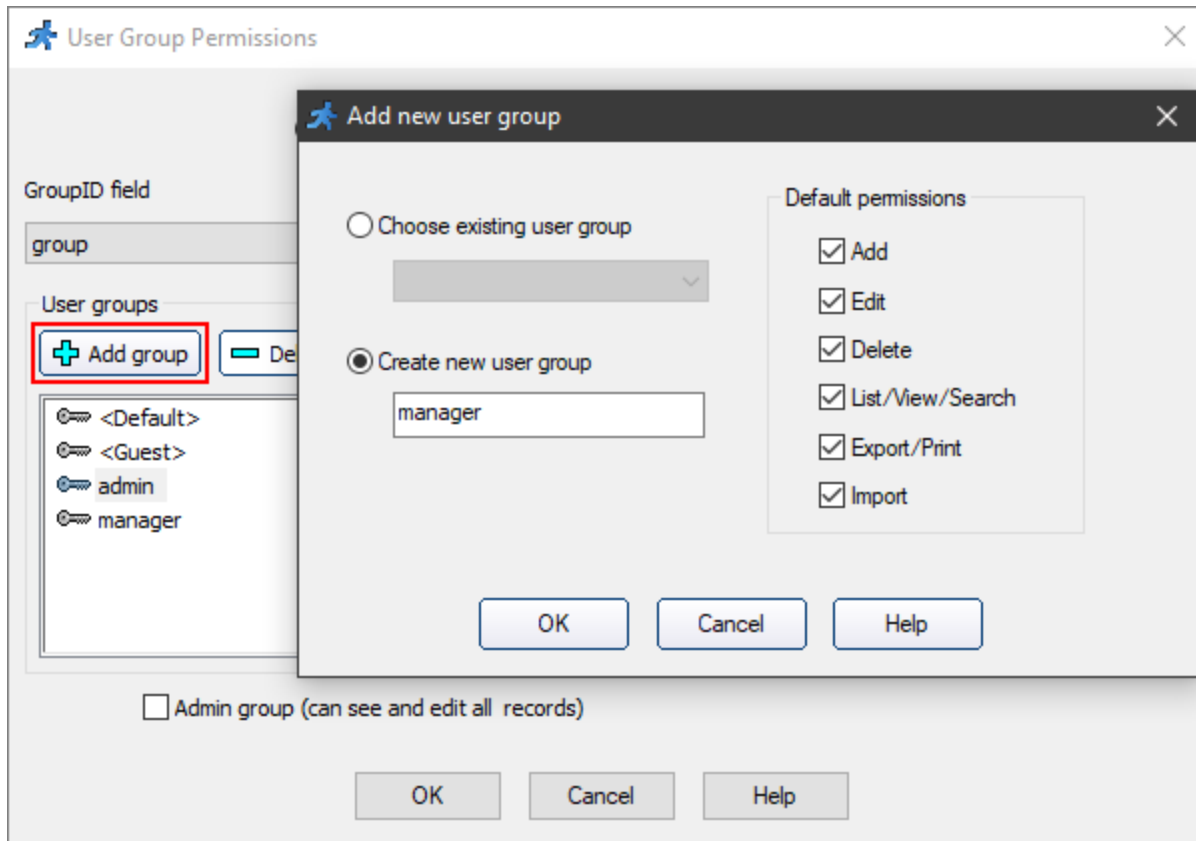 User Group Permissions
Add new user group
GroupID field
group
User groups
Add group
<Default>
<Guest>
admin
manager
Choose existing user group
Create new user group
manager
Default permissions
Add
Edit
Delete
List/View/Search
Export/Print
Import
OK
Cancel
Help
Admin group (can see and edit all records)
OK
Cancel
Help